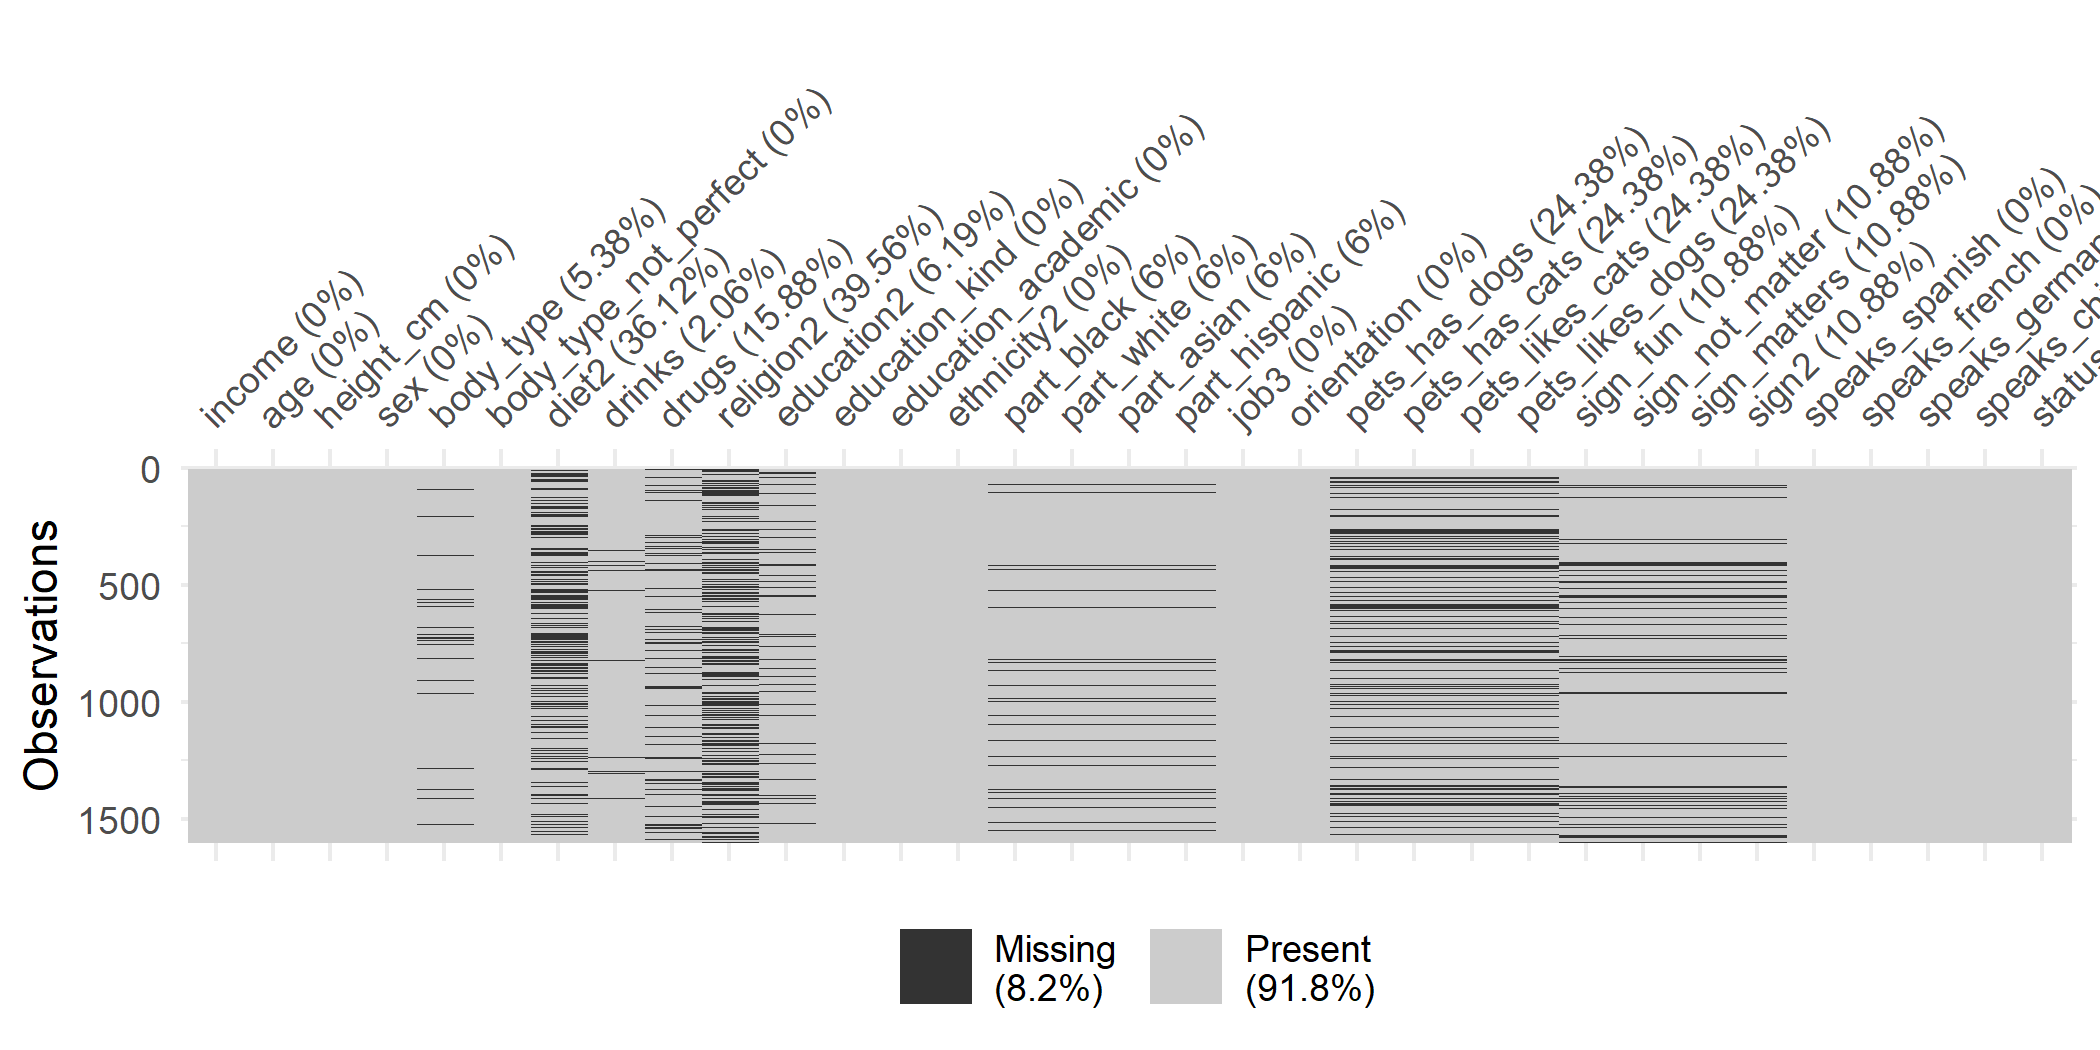 income (0%)
age (0%)
height_cm (0%)
sex (0%)
body_type (5.38%)
body_type_not_perfect (0%)
diet2 (36.12%)
drinks (2.06%)
drugs (15.88%)
religion2 (39.56%)
education2 (6.19%)
education_kind (0%)
education_academic (0%)
ethnicity2 (0%)
part_black (6%)
part_white (6%)
part_asian (6%)
part_hispanic (6%)
job3 (0%)
orientation (0%)
pets_has_dogs (24.38%)
pets_has_cats (24.38%)
pets_likes_cats (24.38%)
pets_likes_dogs (24.38%)
sign_fun (10.88%)
sign_not_matter (10.88%)
sign_matters (10.88%)
sign2 (10.88%)
speaks_spanish (0%)
speaks_french (0%)
speaks_german
speaks_chi
status
Observations
0
500
1000
1500
Missing
(8.2%)
Present
(91.8%)